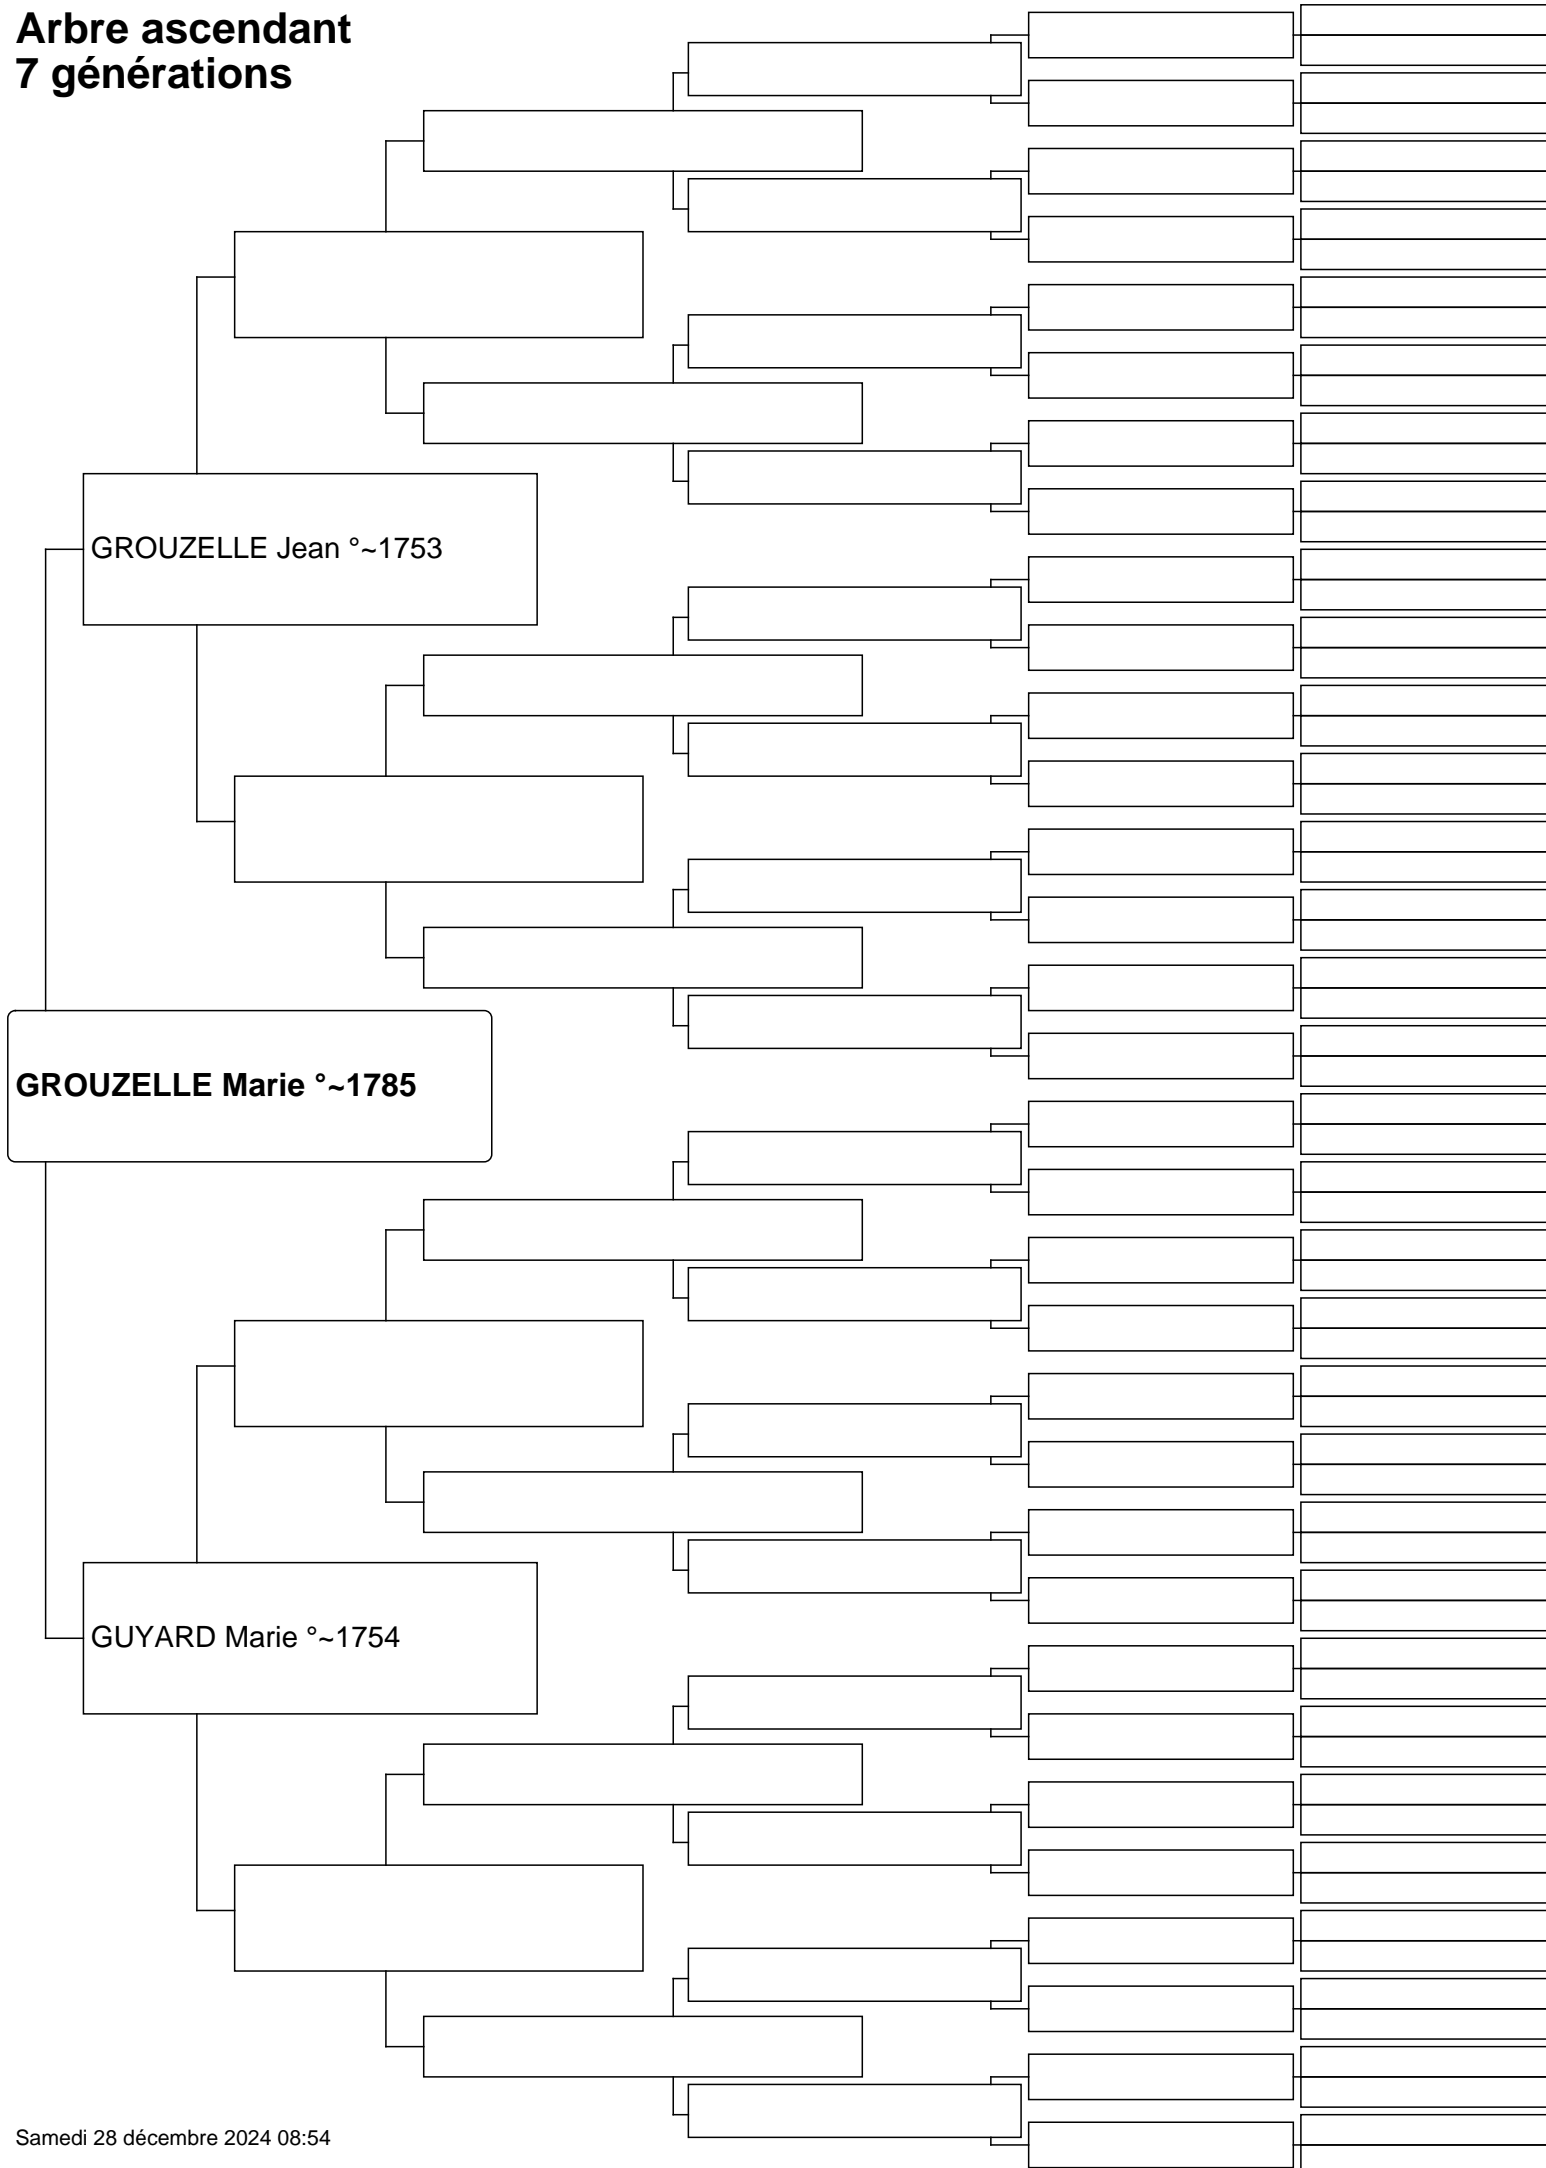 Arbre ascendant
7 générations
GROUZELLE Jean °~1753
GROUZELLE Marie °~1785
GUYARD Marie °~1754
Samedi 28 décembre 2024 08:54